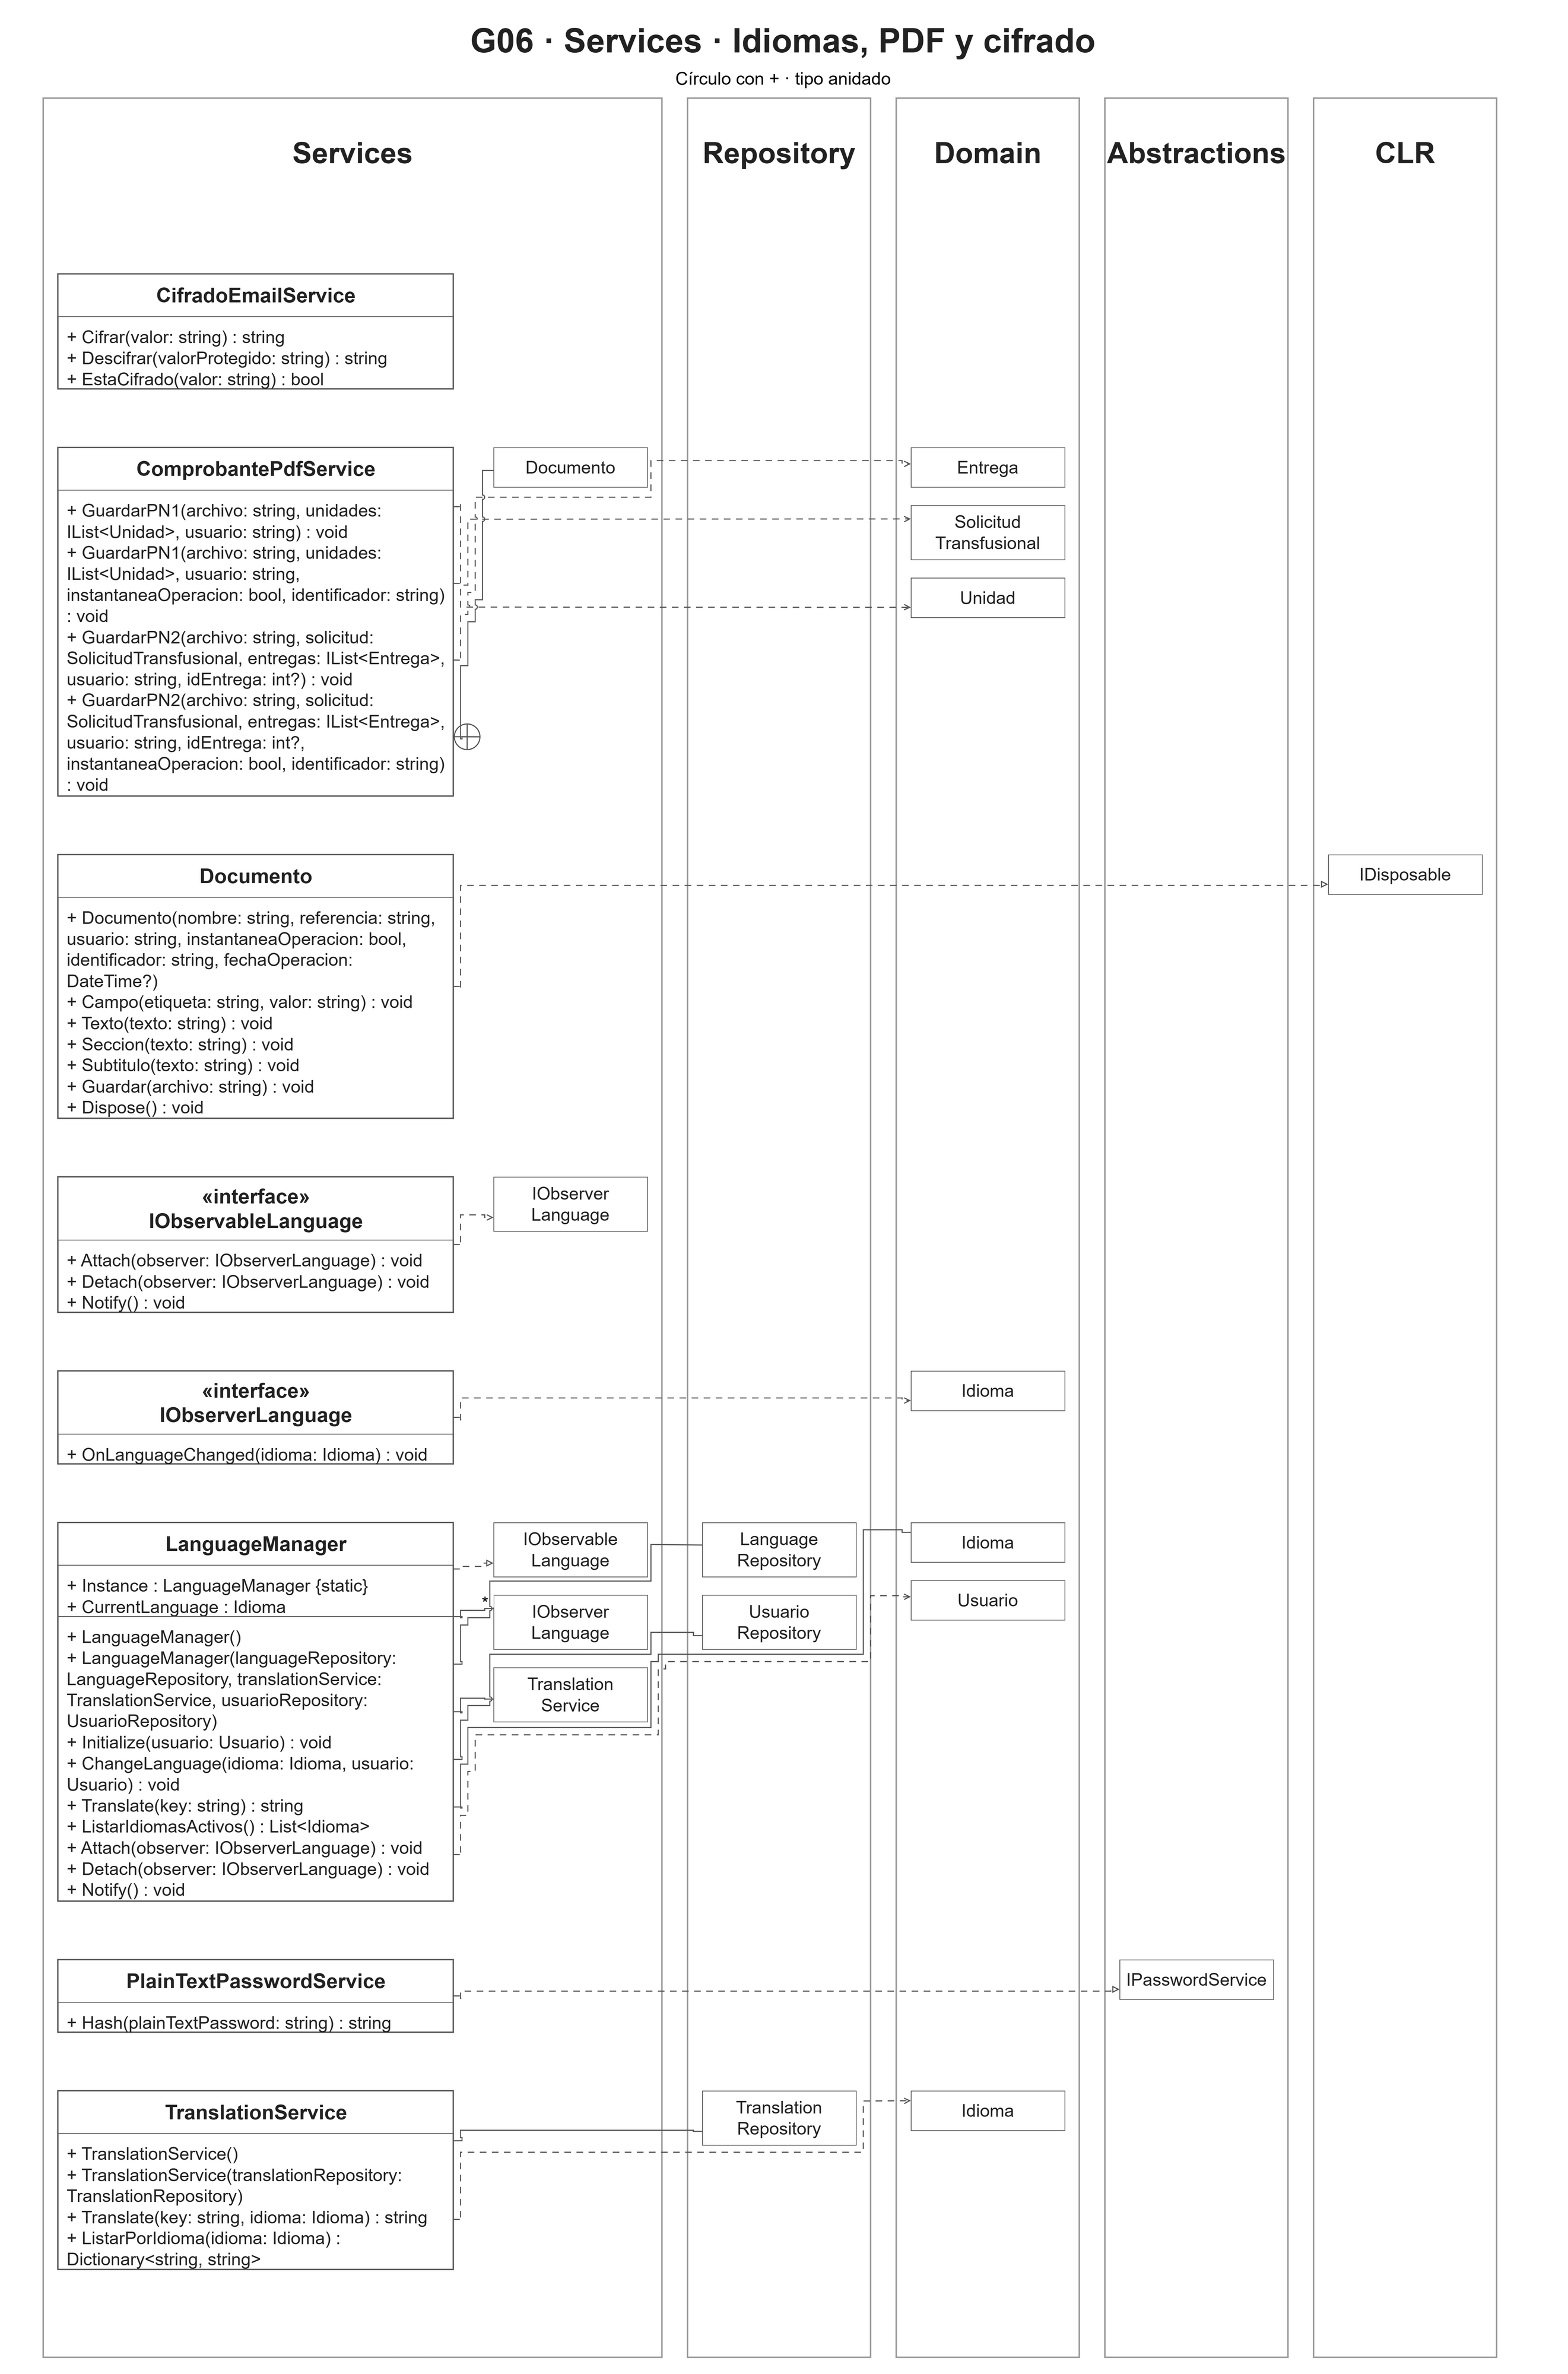 G06 · Services · Idiomas, PDF y cifrado
Círculo con + · tipo anidado
Services
Repository
Domain
Abstractions
CLR
CifradoEmailService
+ Cifrar(valor: string) : string
+ Descifrar(valorProtegido: string) : string
+ EstaCifrado(valor: string) : bool
ComprobantePdfService
+ GuardarPN1(archivo: string, unidades:
IList<Unidad>, usuario: string) : void
+ GuardarPN1(archivo: string, unidades:
IList<Unidad>, usuario: string,
instantaneaOperacion: bool, identificador: string)
: void
+ GuardarPN2(archivo: string, solicitud:
SolicitudTransfusional, entregas: IList<Entrega>,
usuario: string, idEntrega: int?) : void
+ GuardarPN2(archivo: string, solicitud:
SolicitudTransfusional, entregas: IList<Entrega>,
usuario: string, idEntrega: int?,
instantaneaOperacion: bool, identificador: string)
: void
Documento
Entrega
Solicitud
Transfusional
Unidad
Documento
+ Documento(nombre: string, referencia: string,
usuario: string, instantaneaOperacion: bool,
identificador: string, fechaOperacion:
DateTime?)
+ Campo(etiqueta: string, valor: string) : void
+ Texto(texto: string) : void
+ Seccion(texto: string) : void
+ Subtitulo(texto: string) : void
+ Guardar(archivo: string) : void
+ Dispose() : void
IDisposable
«interface»
IObservableLanguage
+ Attach(observer: IObserverLanguage) : void
+ Detach(observer: IObserverLanguage) : void
+ Notify() : void
IObserver
Language
«interface»
IObserverLanguage
+ OnLanguageChanged(idioma: Idioma) : void
Idioma
LanguageManager
+ Instance : LanguageManager {static}
+ CurrentLanguage : Idioma
+ LanguageManager()
+ LanguageManager(languageRepository:
LanguageRepository, translationService:
TranslationService, usuarioRepository:
UsuarioRepository)
+ Initialize(usuario: Usuario) : void
+ ChangeLanguage(idioma: Idioma, usuario:
Usuario) : void
+ Translate(key: string) : string
+ ListarIdiomasActivos() : List<Idioma>
+ Attach(observer: IObserverLanguage) : void
+ Detach(observer: IObserverLanguage) : void
+ Notify() : void
IObservable
Language
*
IObserver
Language
Translation
Service
Language
Repository
Usuario
Repository
Idioma
Usuario
PlainTextPasswordService
+ Hash(plainTextPassword: string) : string
IPasswordService
TranslationService
+ TranslationService()
+ TranslationService(translationRepository:
TranslationRepository)
+ Translate(key: string, idioma: Idioma) : string
+ ListarPorIdioma(idioma: Idioma) :
Dictionary<string, string>
Translation
Repository
Idioma